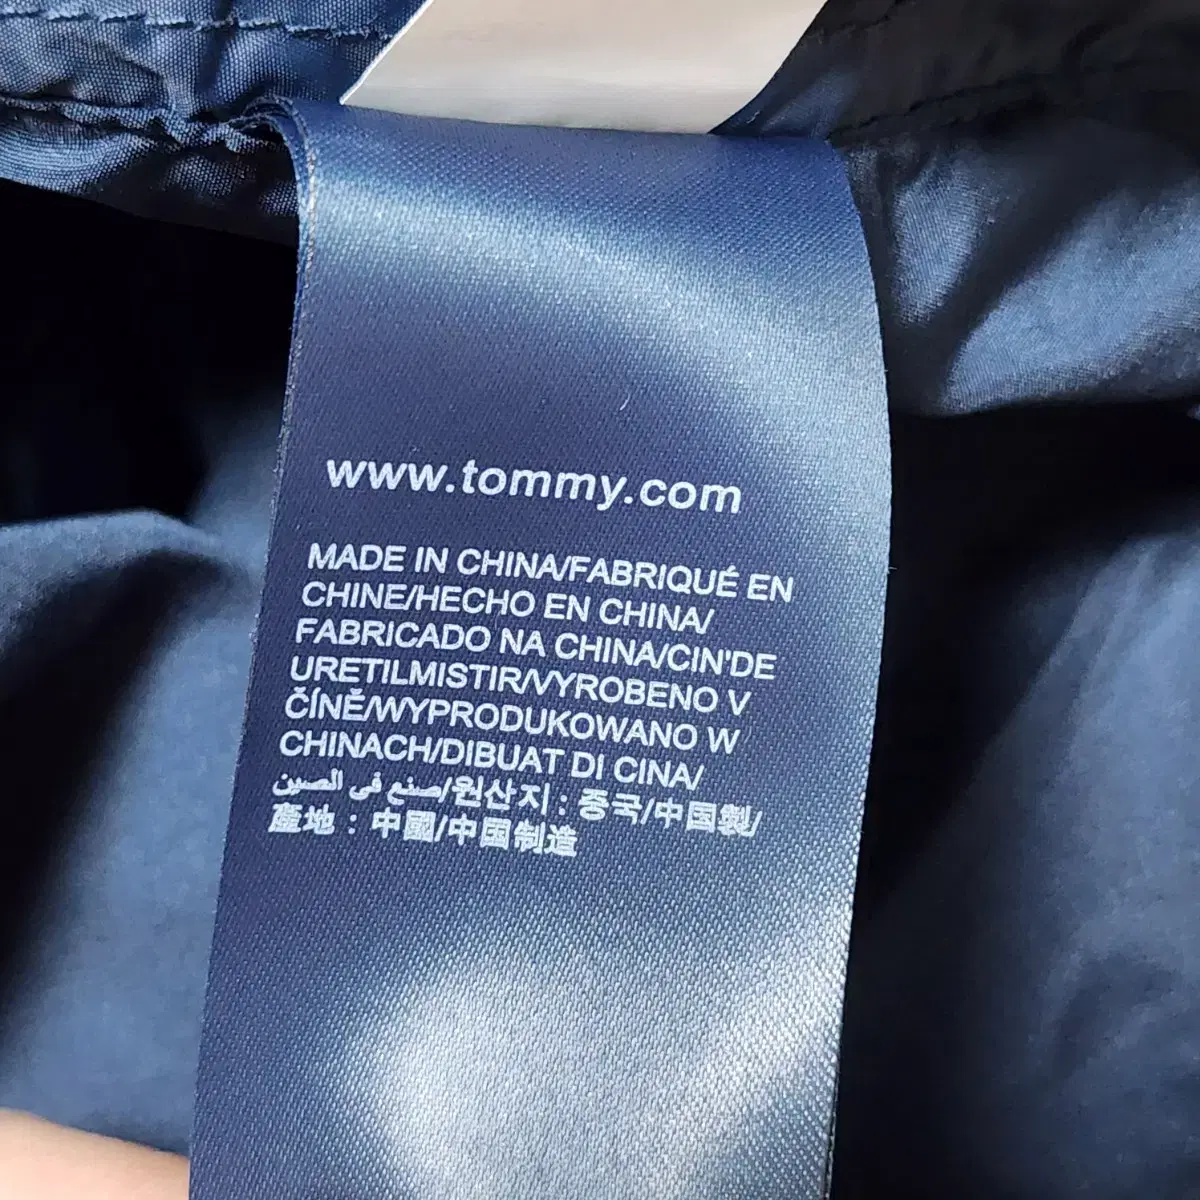 www.tommy.com
MADE IN CHINA/FABRIQUÉ EN
CHINE/HECHO EN CHINA/
FABRICADO NA CHINA/CIN'DE
URETILMISTIR/VYROBENO V
ČÍNĚ/WYPRODUKOWANO W
CHINACH/DIBUAT DI CINA/
صنع في الصين/원산지 : 중국/中国製/
產地 : 中國/中国制造